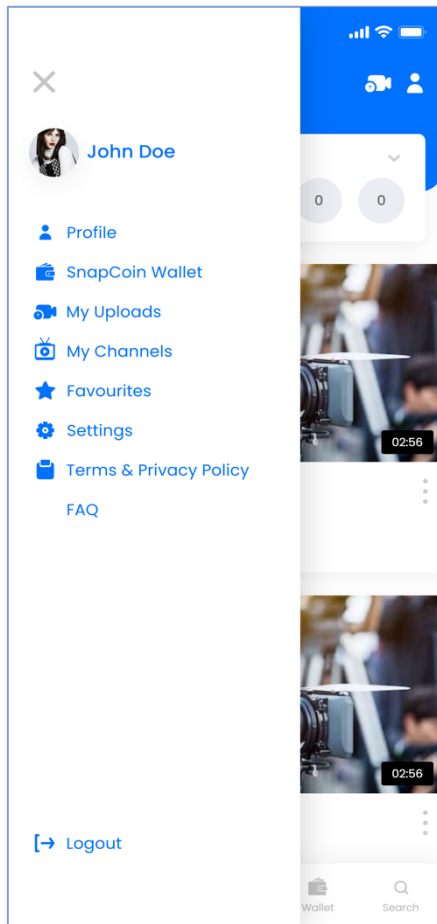 John Doe
Profile
SnapCoin Wallet
My Uploads
My Channels
Favourites
Settings
Terms & Privacy Policy
FAQ
Logout
0 0
02:56
02:56
Wallet Search